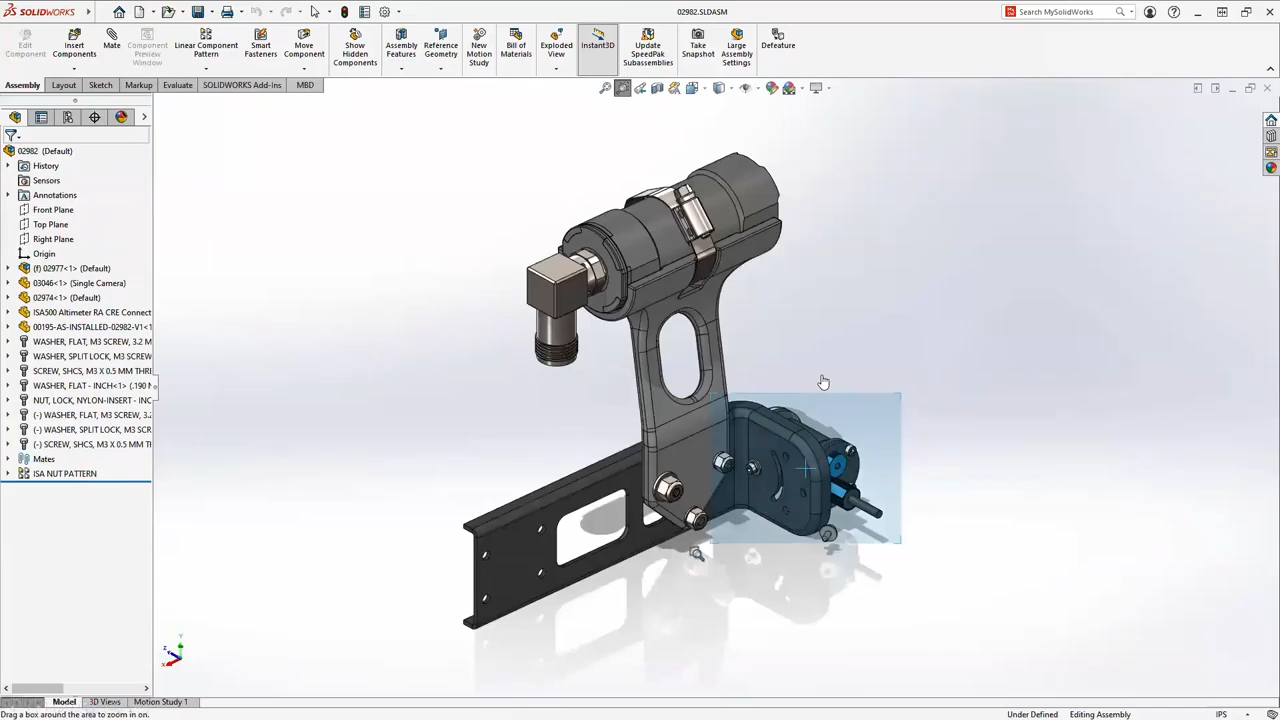 SOLIDWORKS
02982.SLDASM
Search MySolidWorks
Edit Component
Insert Components
Mate
Component Preview Window
Linear Component Pattern
Smart Fasteners
Move Component
Show Hidden Components
Assembly Features
Reference Geometry
New Motion Study
Bill of Materials
Exploded View
Instant3D
Update SpeedPak Subassemblies
Take Snapshot
Large Assembly Settings
Defeature
Assembly
Layout
Sketch
Markup
Evaluate
SOLIDWORKS Add-Ins
MBD
02982 (Default)
History
Sensors
Annotations
Front Plane
Top Plane
Right Plane
Origin
(f) 02977<1> (Default)
03046<1> (Single Camera)
02974<1> (Default)
ISA500 Altimeter RA CRE Connect
00195-AS-INSTALLED-02982-V1<1
WASHER, FLAT, M3 SCREW, 3.2 M
WASHER, SPLIT LOCK, M3 SCREW
SCREW, SHCS, M3 X 0.5 MM THRE
WASHER, FLAT - INCH<1> (.190 N
NUT, LOCK, NYLON-INSERT - INC
(-) WASHER, FLAT, M3 SCREW, 3.2
(-) WASHER, SPLIT LOCK, M3 SCR
(-) SCREW, SHCS, M3 X 0.5 MM TH
Mates
ISA NUT PATTERN
Y
Z
X
Model
3D Views
Motion Study 1
Drag a box around the area to zoom in on.
Under Defined
Editing Assembly
IPS